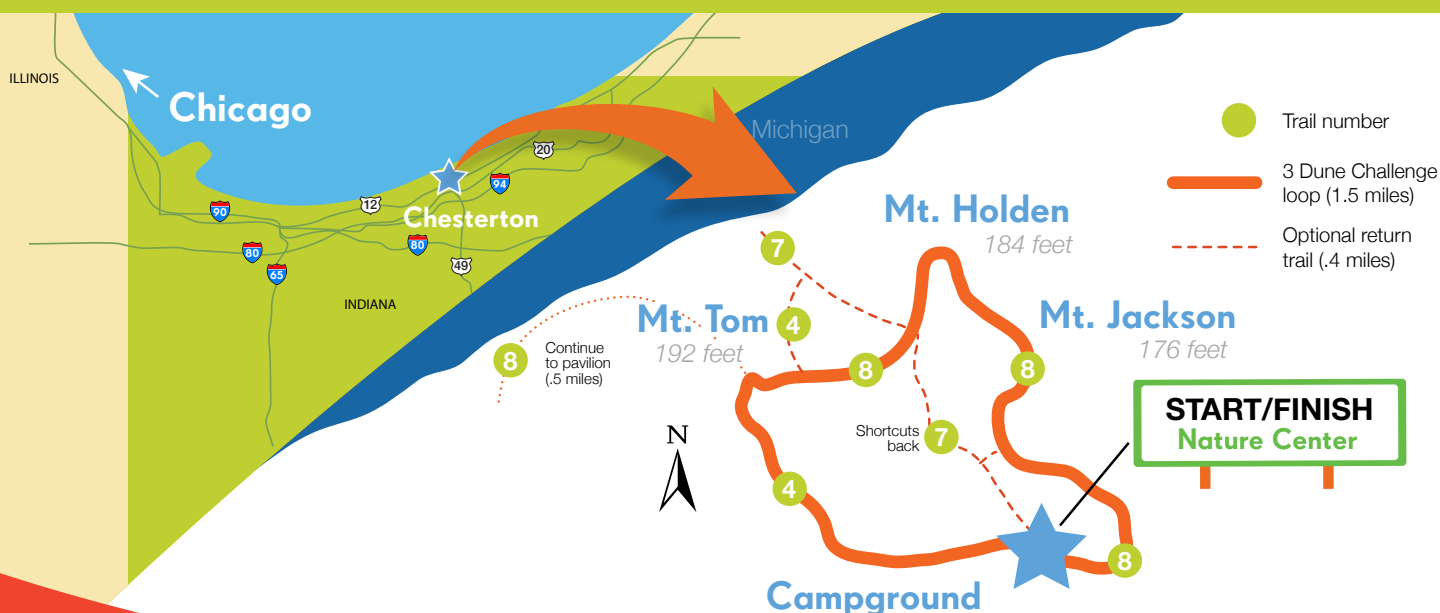 ILLINOIS
Chicago
20
94
12
Chesterton
90
80
80
65
49
INDIANA
Michigan
Trail number
3 Dune Challenge
loop (1.5 miles)
Optional return
trail (.4 miles)
Mt. Holden
184 feet
7
Mt. Tom
192 feet
4
Mt. Jackson
176 feet
8
8
8
Continue
to pavilion
(.5 miles)
START/FINISH
Nature Center
Shortcuts
back
7
N
4
8
Campground